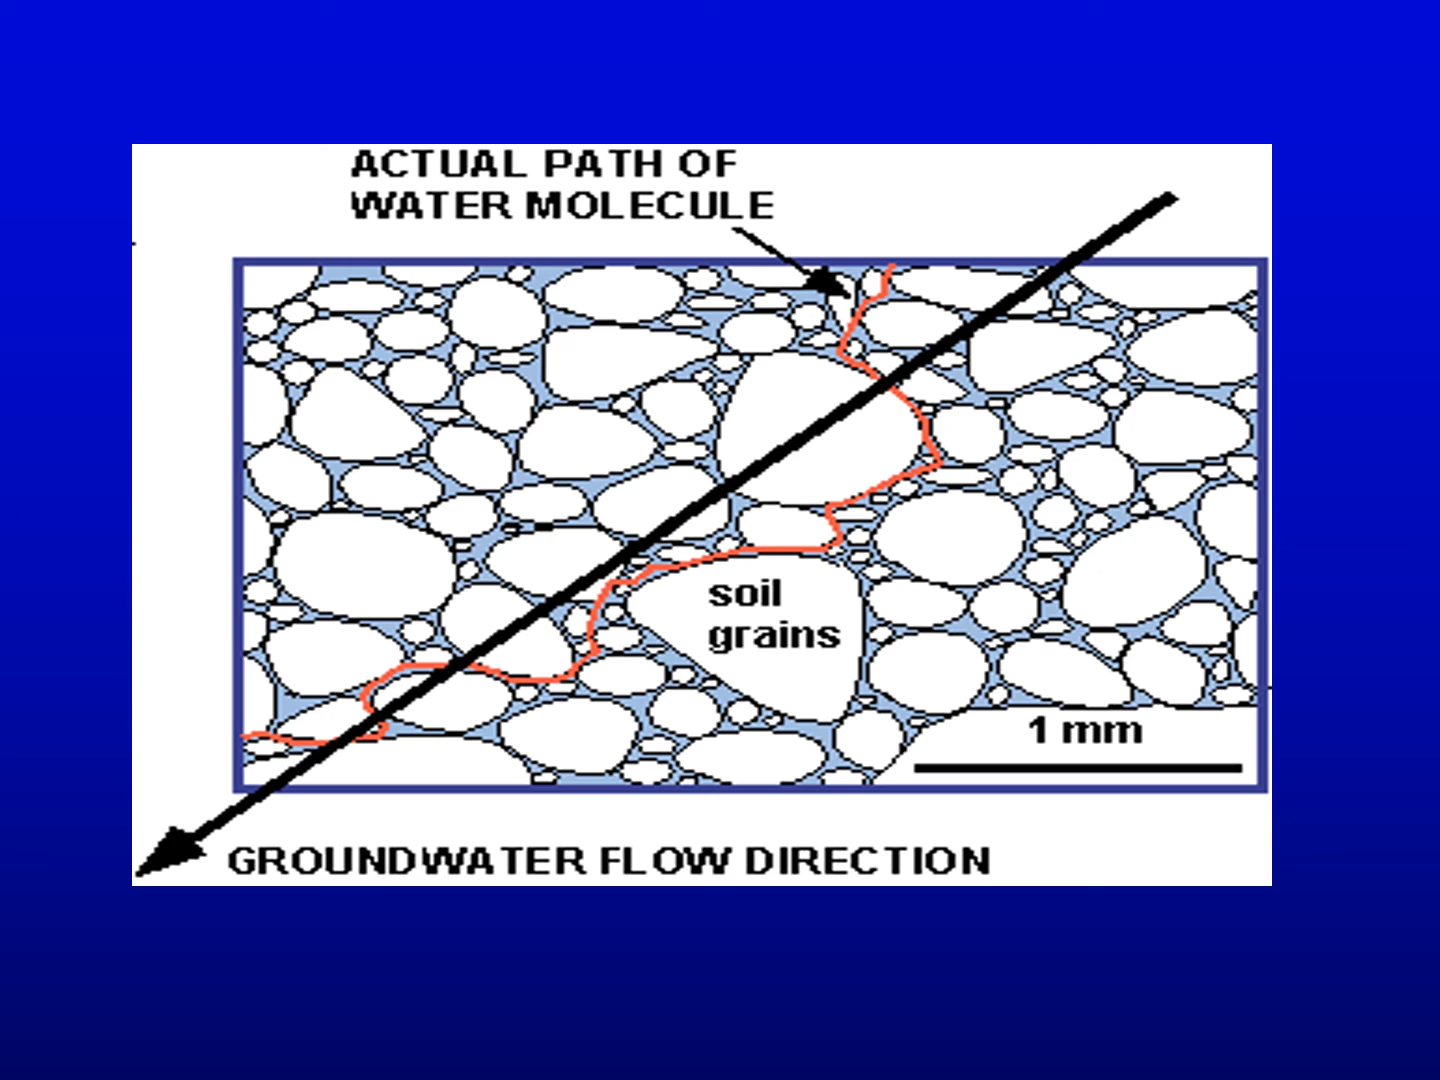 ACTUAL PATH OF
WATER MOLECULE
soil
grains
1 mm
GROUNDWATER FLOW DIRECTION